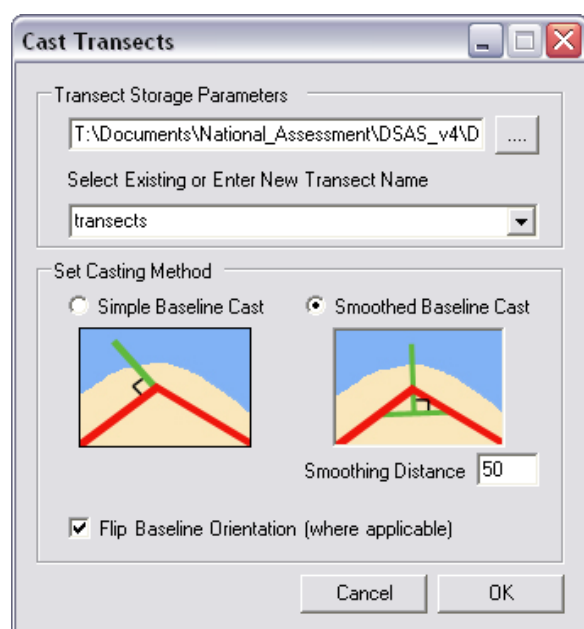 Cast Transects
Transect Storage Parameters
T:\Documents\National_Assessment\DSAS_v4\D
....
Select Existing or Enter New Transect Name
transects
Set Casting Method
Simple Baseline Cast
Smoothed Baseline Cast
Smoothing Distance 50
Flip Baseline Orientation (where applicable)
Cancel OK